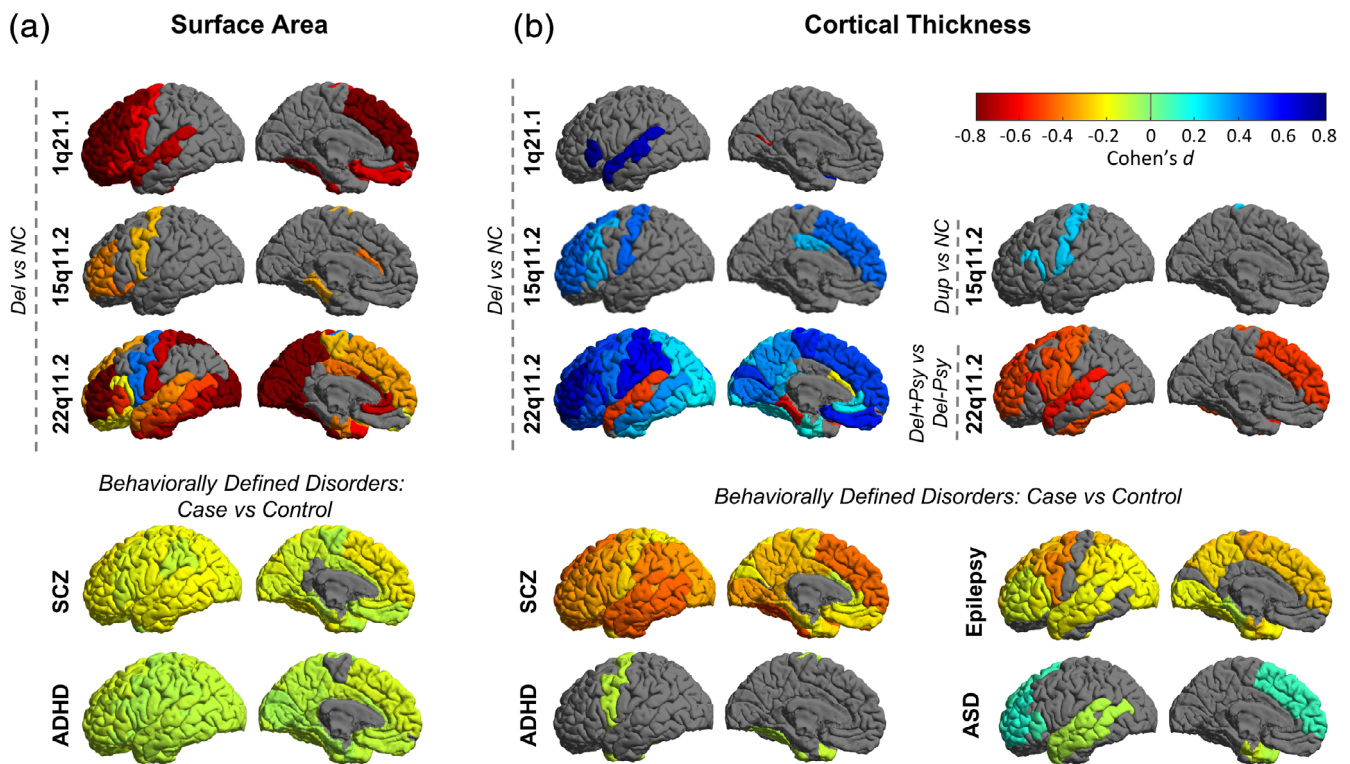 (a)
Surface Area
(b)
Cortical Thickness
Del vs NC
1q21.1
15q11.2
22q11.2
Del vs NC
1q21.1
15q11.2
22q11.2
-0.8 -0.6 -0.4 -0.2 0 0.2 0.4 0.6 0.8
Cohen's d
Dup vs NC
15q11.2
Del+Psy vs
Del-Psy
22q11.2
Behaviorally Defined Disorders:
Case vs Control
SCZ
ADHD
Behaviorally Defined Disorders: Case vs Control
SCZ
ADHD
Epilepsy
ASD